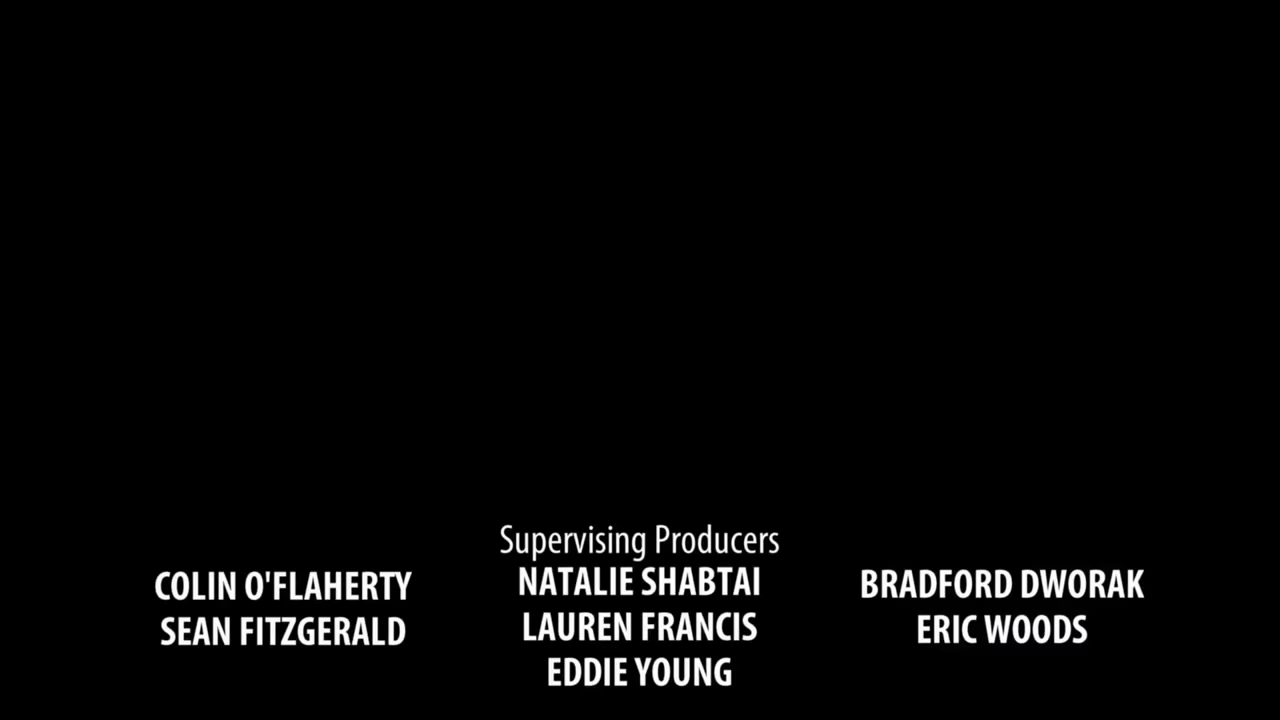 Supervising Producers
COLIN O'FLAHERTY
SEAN FITZGERALD
NATALIE SHABTAI
LAUREN FRANCIS
EDDIE YOUNG
BRADFORD DWORAK
ERIC WOODS